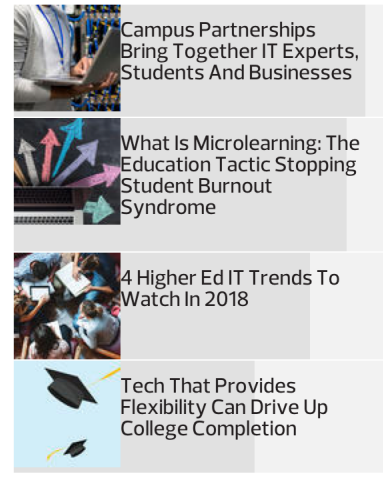 Campus Partnerships
Bring Together IT Experts,
Students And Businesses
What Is Microlearning: The
Education Tactic Stopping
Student Burnout
Syndrome
4 Higher Ed IT Trends To
Watch In 2018
Tech That Provides
Flexibility Can Drive Up
College Completion